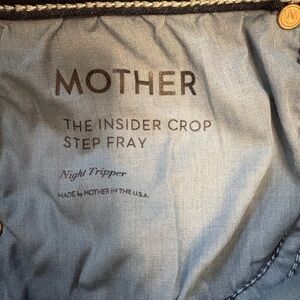 MOTHER
THE INSIDER CROP
STEP FRAY
Night Tripper
MADE by MOTHER IN THE U.S.A.